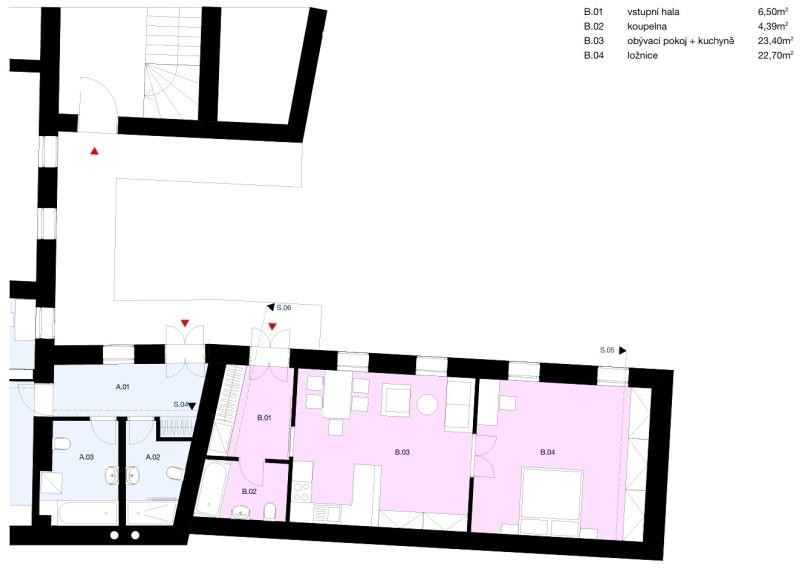 B.01 vstupní hala 6,50m²
B.02 koupelna 4,39m²
B.03 obývací pokoj + kuchyně 23,40m²
B.04 ložnice 22,70m²
S.06
S.05
A.01
S.04
B.01
A.03
A.02
B.03
B.04
B.02